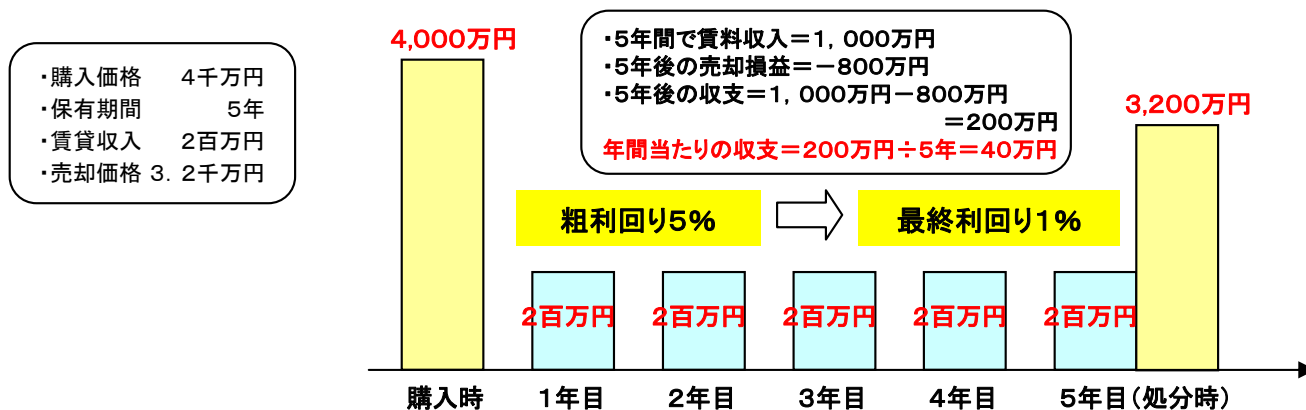 ・購入価格　4千万円
・保有期間　5年
・賃貸収入　2百万円
・売却価格 3．2千万円
4,000万円
・5年間で賃料収入＝1，000万円
・5年後の売却損益＝－800万円
・5年後の収支＝1，000万円－800万円
＝200万円
年間当たりの収支＝200万円÷5年＝40万円
3,200万円
粗利回り5%
最終利回り1%
2百万円
2百万円
2百万円
2百万円
2百万円
購入時
1年目
2年目
3年目
4年目
5年目(処分時)